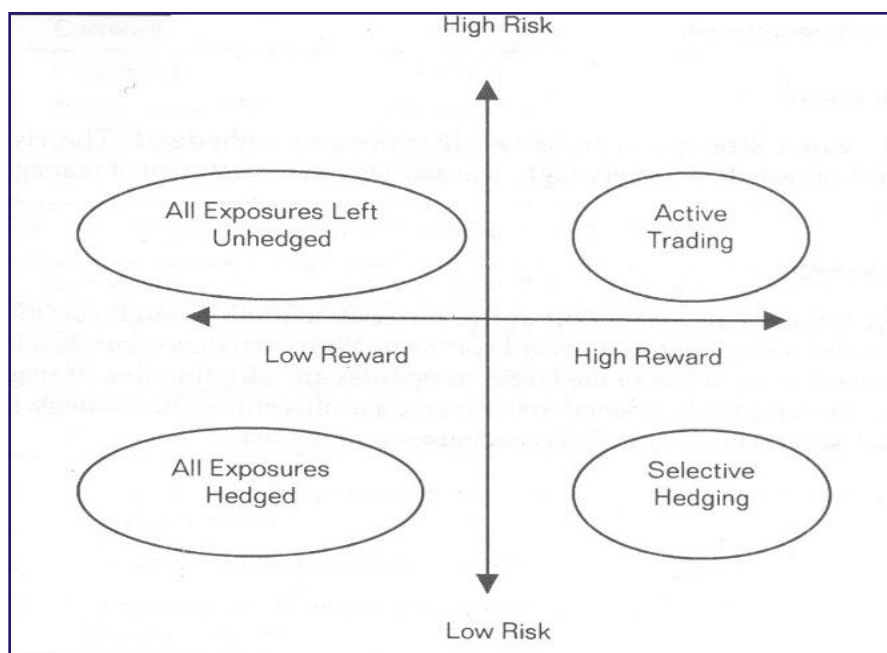 High Risk
All Exposures Left
Unhedged
Active
Trading
Low Reward
High Reward
All Exposures
Hedged
Selective
Hedging
Low Risk